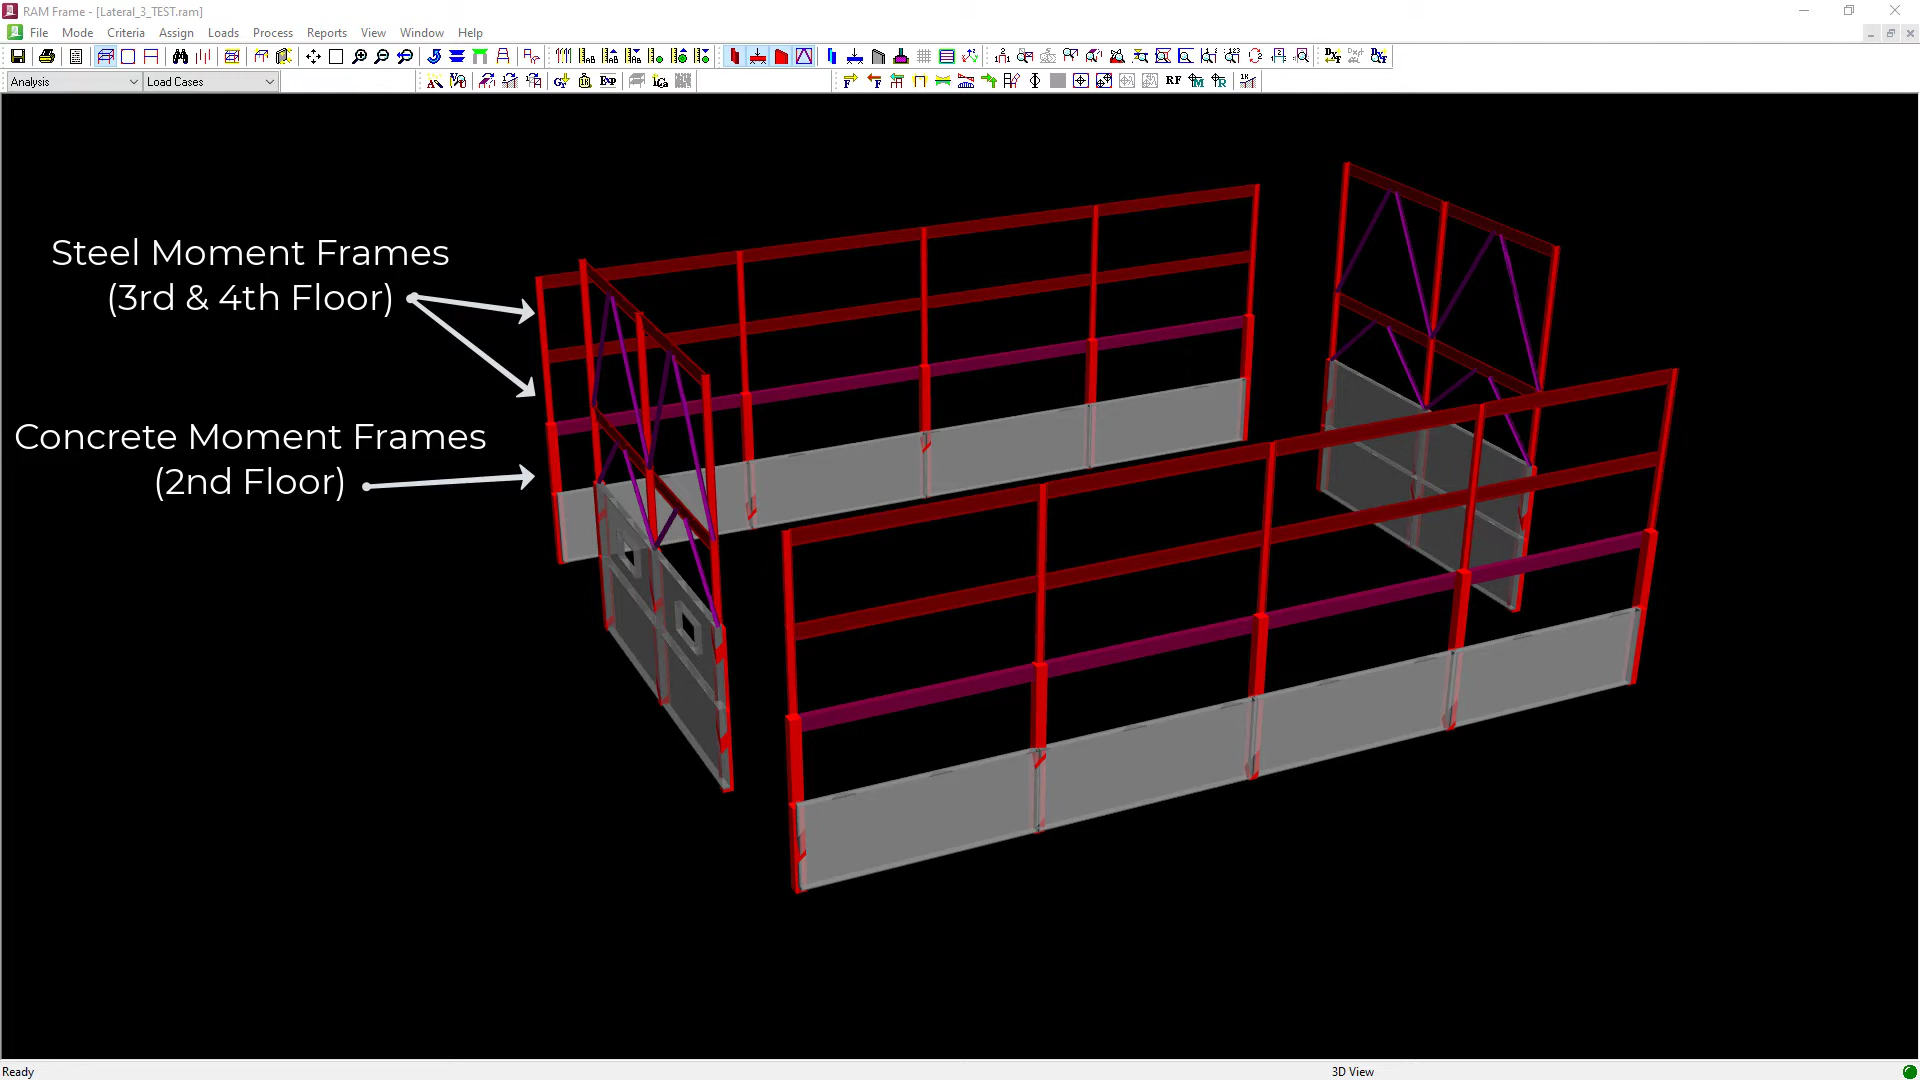 RAM Frame - [Lateral_3_TEST.ram]
File Mode Criteria Assign Loads Process Reports View Window Help
Analysis Load Cases
Steel Moment Frames
(3rd & 4th Floor)
Concrete Moment Frames
(2nd Floor)
Ready 3D View